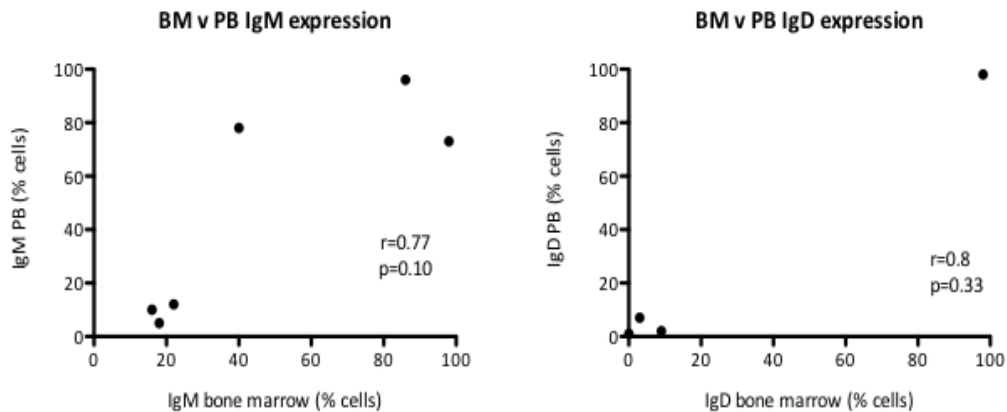 BM v PB IgM expression
IgM PB (% cells)
100
80
60
40
20
0
0 20 40 60 80 100
r=0.77
p=0.10
IgM bone marrow (% cells)
BM v PB IgD expression
IgD PB (% cells)
100
80
60
40
20
0
0 20 40 60 80 100
r=0.8
p=0.33
IgD bone marrow (% cells)